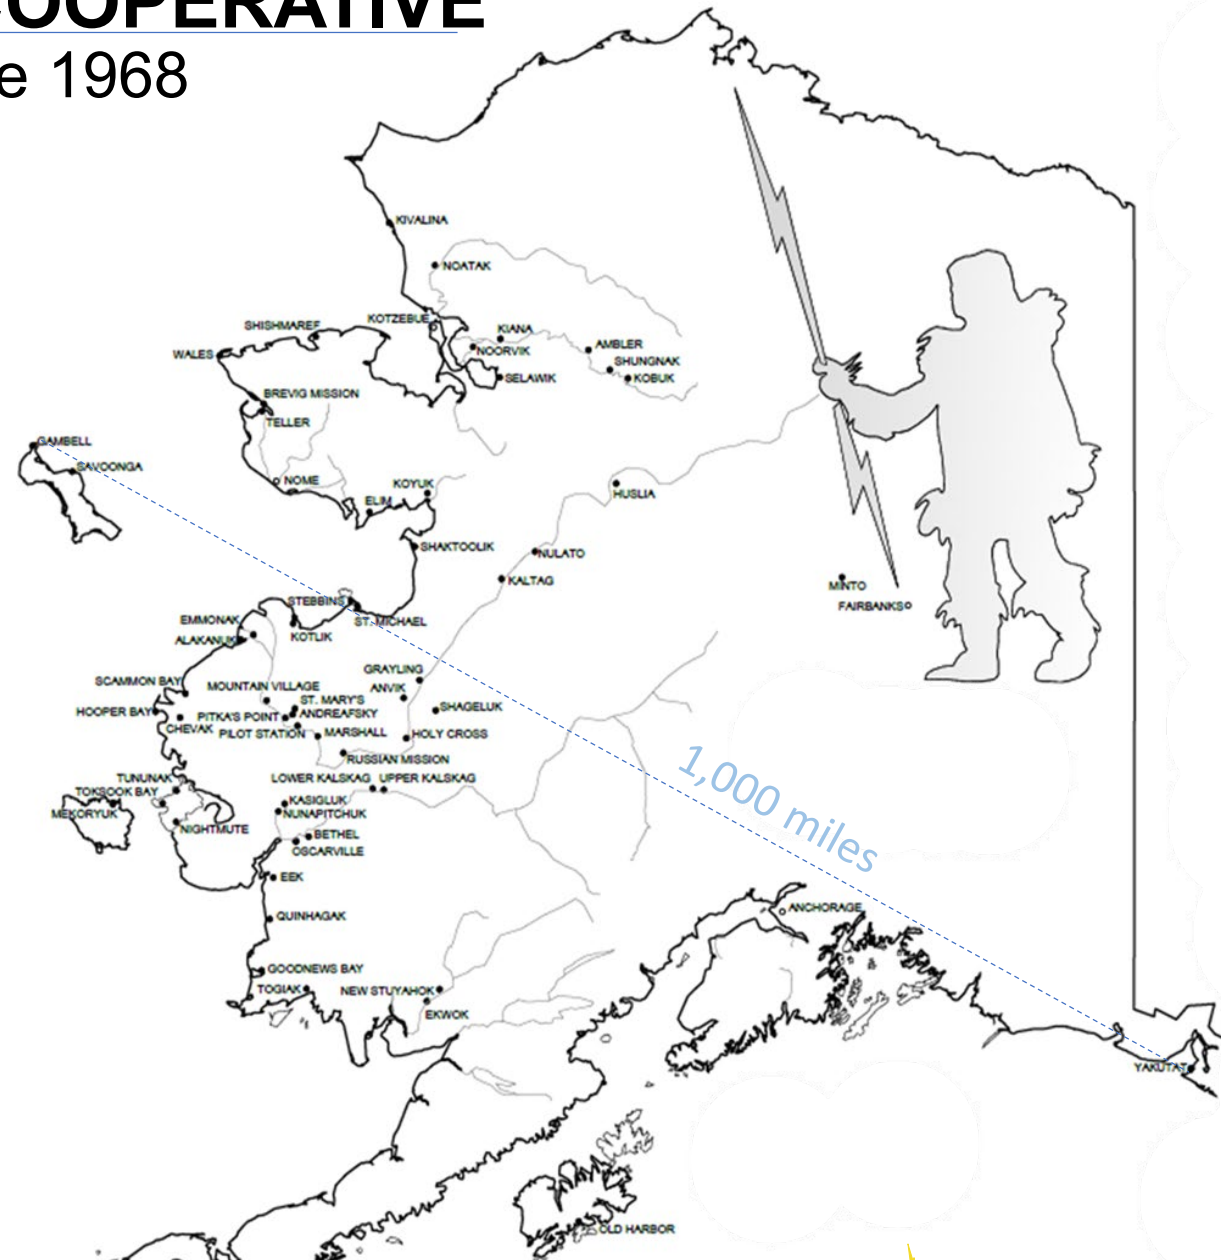 COOPERATIVE
e 1968
KIVALINA
NOATAK
KOTZEBUE
SHISHMAREF
KIANA
NOORVIK
AMBLER
WALES
SHUNGNAK
SELAWIK
KOBUK
BREVIG MISSION
TELLER
GAMBELL
SAVOONGA
NOME
KOYUK
ELIM
HUSLIA
SHAKTOOLIK
NULATO
KALTAG
MINTO
FAIRBANKS
STEBBINS
ST. MICHAEL
EMMONAK
ALAKANUK
KOTLIK
GRAYLING
SCAMMON BAY
MOUNTAIN VILLAGE
ANVIK
ST. MARY'S
HOOPER BAY
PITKA'S POINT
ANDREAFSKY
SHAGELUK
CHEVAK
PILOT STATION
MARSHALL
HOLY CROSS
RUSSIAN MISSION
1,000 miles
TUNUNAK
LOWER KALSKAG
UPPER KALSKAG
TOKSOOK BAY
KASIGLUK
MEKORYUK
NUNAPITCHUK
NIGHTMUTE
BETHEL
OSCARVILLE
EEK
ANCHORAGE
QUINHAGAK
GOODNEWS BAY
TOGIAK
NEW STUYAHOK
EKWOK
YAKUTAT
OLD HARBOR